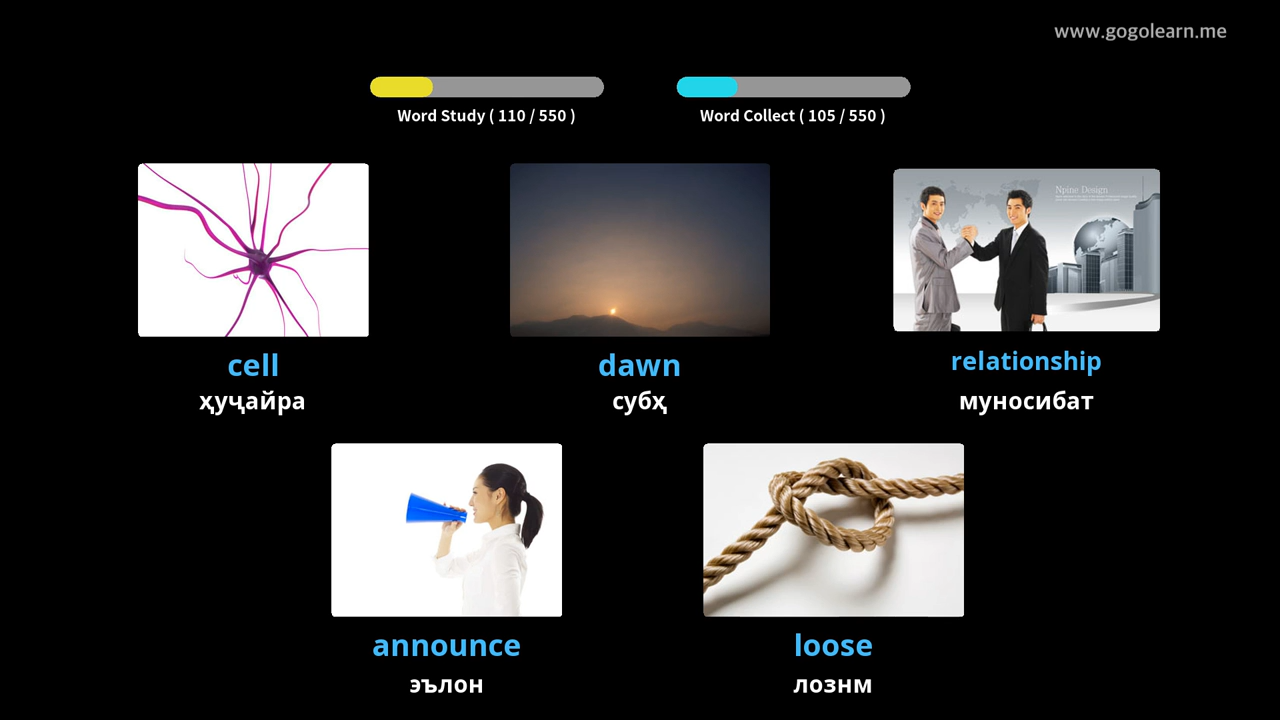 www.gogolearn.me
Word Study ( 110 / 550 )
Word Collect ( 105 / 550 )
Npine Design
cell
dawn
relationship
ҳуҷайра
субҳ
муносибат
announce
loose
эълон
лознм